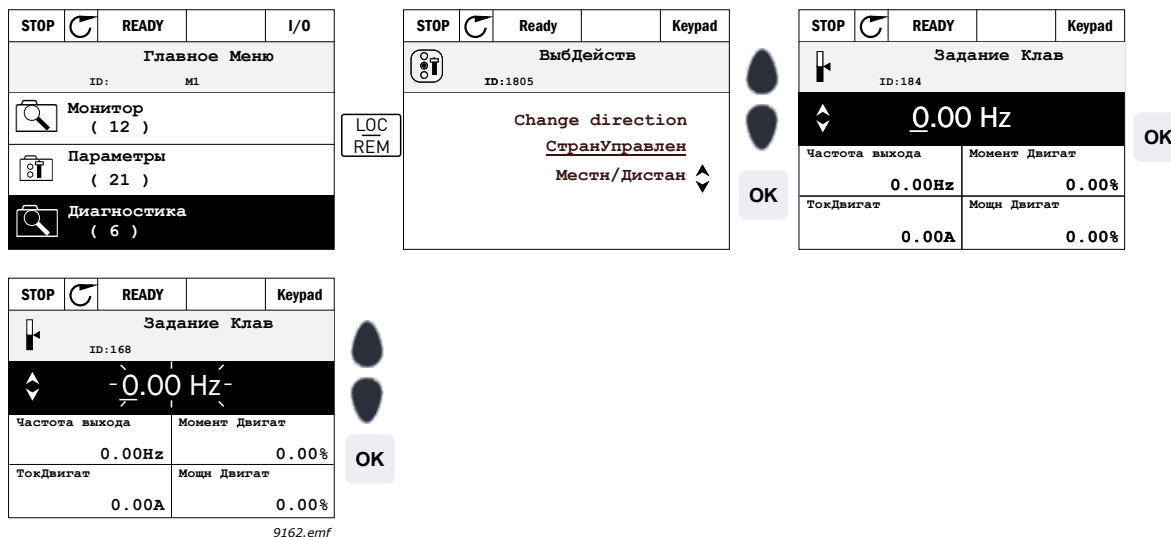 STOP READY I/O
Главное Меню
ID: M1
Монитор
( 12 )
Параметры
( 21 )
Диагностика
( 6 )
LOC
REM
STOP Ready Keypad
ВыбДейств
ID:1805
Change direction
СтранУправлен
Местн/Дистан
OK
STOP READY Keypad
Задание Клав
ID:184
0.00 Hz
Частота выхода Момент Двигат
0.00Hz 0.00%
ТокДвигат Мощн Двигат
0.00A 0.00%
OK
STOP READY Keypad
Задание Клав
ID:168
0.00 Hz
Частота выхода Момент Двигат
0.00Hz 0.00%
ТокДвигат Мощн Двигат
0.00A 0.00%
OK
9162.emf